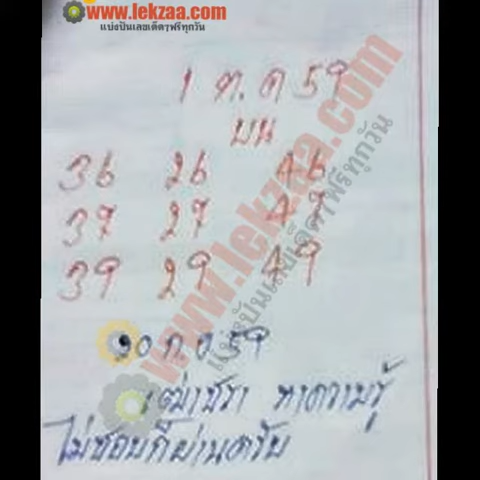 www.lekzaa.com
แบ่งปันเลขเด็ดๆฟรีทุกวัน
1 ต.ค 59
บน
36 26 46
37 27 47
39 29 49
30 ก.ย 59
เฒ่าชรา หาความรู้
ไม่ชอบก็ผ่านครับ
www.lekzaa.com
แบ่งปันเลขเด็ดๆฟรีทุกวัน